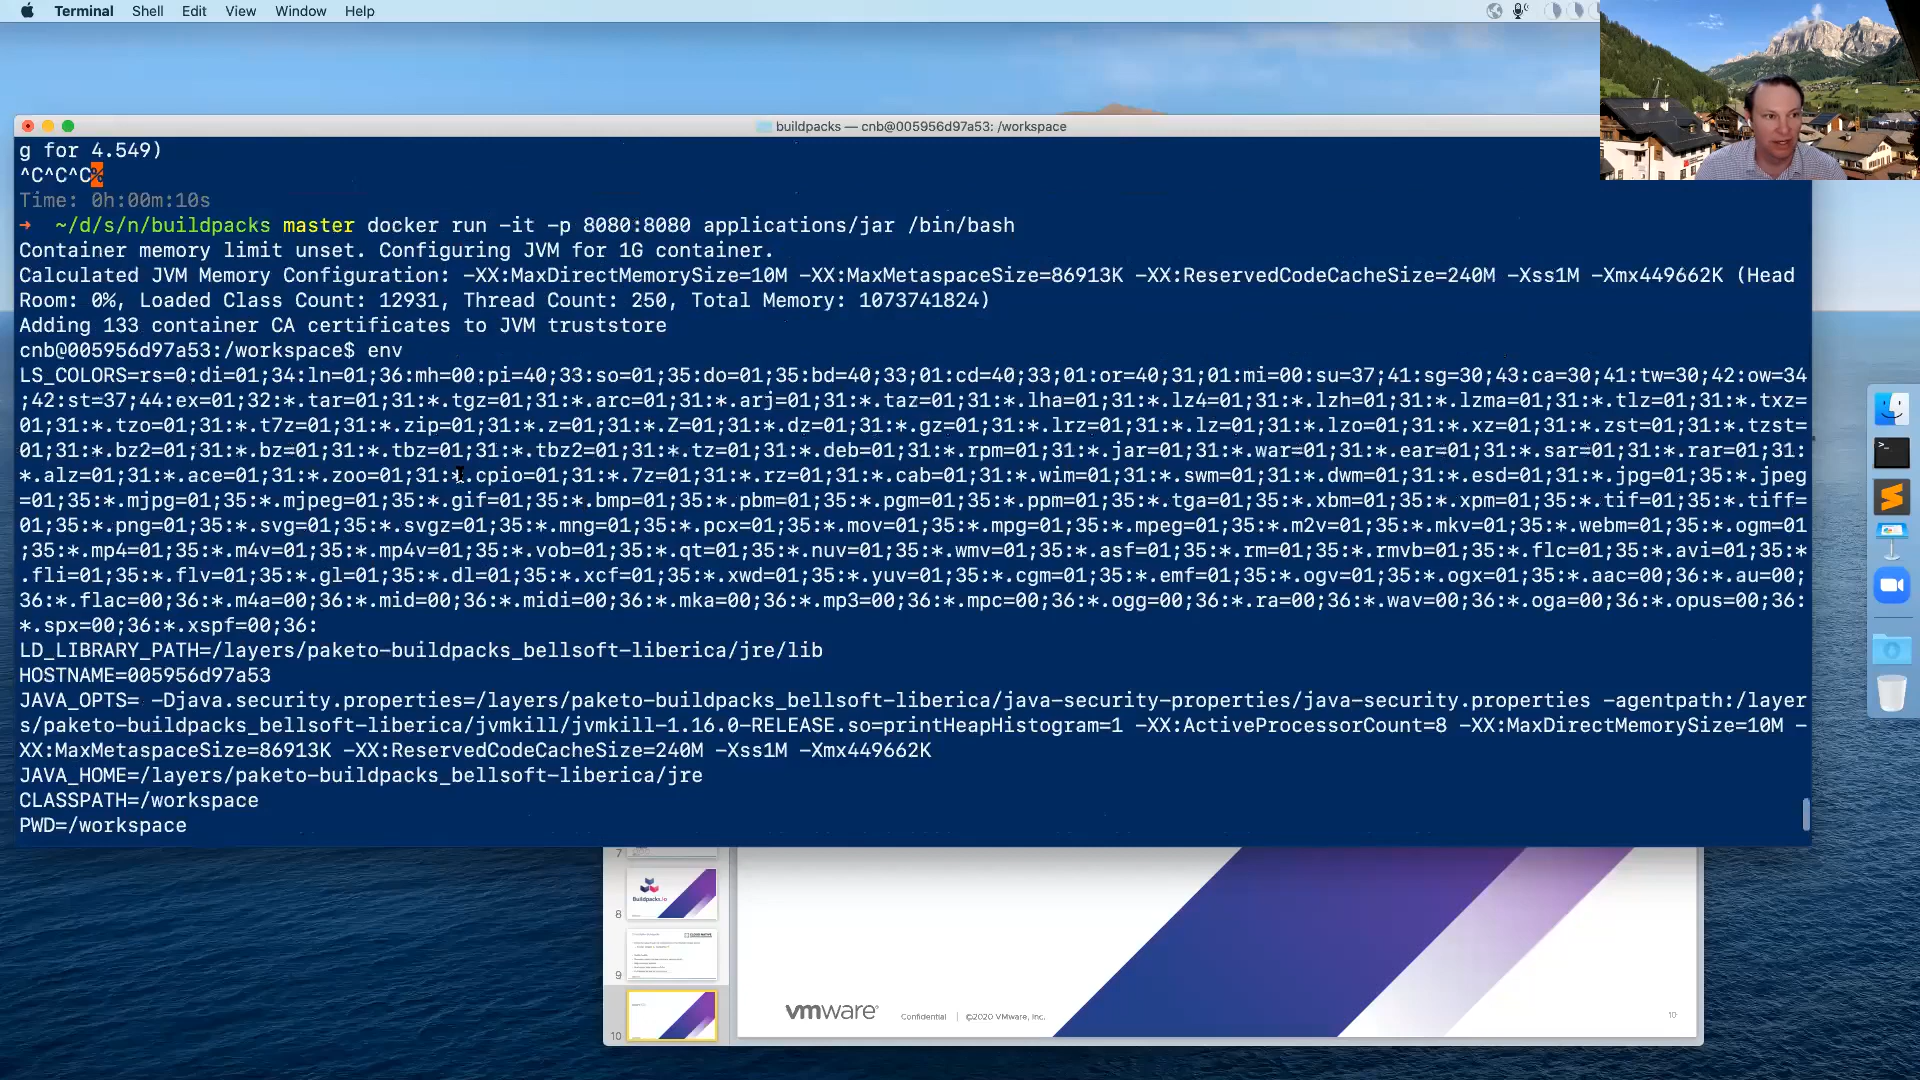 Terminal Shell Edit View Window Help
buildpacks — cnb@005956d97a53: /workspace
g for 4.549)
^C^C^C%
Time: 0h:00m:10s
➜ ~/d/s/n/buildpacks master docker run -it -p 8080:8080 applications/jar /bin/bash
Container memory limit unset. Configuring JVM for 1G container.
Calculated JVM Memory Configuration: -XX:MaxDirectMemorySize=10M -XX:MaxMetaspaceSize=86913K -XX:ReservedCodeCacheSize=240M -Xss1M -Xmx449662K (Head
Room: 0%, Loaded Class Count: 12931, Thread Count: 250, Total Memory: 1073741824)
Adding 133 container CA certificates to JVM truststore
cnb@005956d97a53:/workspace$ env
LS_COLORS=rs=0:di=01;34:ln=01;36:mh=00:pi=40;33:so=01;35:do=01;35:bd=40;33;01:cd=40;33;01:or=40;31;01:mi=00:su=37;41:sg=30;43:ca=30;41:tw=30;42:ow=34
;42:st=37;44:ex=01;32:*.tar=01;31:*.tgz=01;31:*.arc=01;31:*.arj=01;31:*.taz=01;31:*.lha=01;31:*.lz4=01;31:*.lzh=01;31:*.lzma=01;31:*.tlz=01;31:*.txz=
01;31:*.tzo=01;31:*.t7z=01;31:*.zip=01;31:*.z=01;31:*.Z=01;31:*.dz=01;31:*.gz=01;31:*.lrz=01;31:*.lz=01;31:*.lzo=01;31:*.xz=01;31:*.zst=01;31:*.tzst=
01;31:*.bz2=01;31:*.bz=01;31:*.tbz=01;31:*.tbz2=01;31:*.tz=01;31:*.deb=01;31:*.rpm=01;31:*.jar=01;31:*.war=01;31:*.ear=01;31:*.sar=01;31:*.rar=01;31:
*.alz=01;31:*.ace=01;31:*.zoo=01;31:*.cpio=01;31:*.7z=01;31:*.rz=01;31:*.cab=01;31:*.wim=01;31:*.swm=01;31:*.dwm=01;31:*.esd=01;31:*.jpg=01;35:*.jpeg
=01;35:*.mjpg=01;35:*.mjpeg=01;35:*.gif=01;35:*.bmp=01;35:*.pbm=01;35:*.pgm=01;35:*.ppm=01;35:*.tga=01;35:*.xbm=01;35:*.xpm=01;35:*.tif=01;35:*.tiff=
01;35:*.png=01;35:*.svg=01;35:*.svgz=01;35:*.mng=01;35:*.pcx=01;35:*.mov=01;35:*.mpg=01;35:*.mpeg=01;35:*.m2v=01;35:*.mkv=01;35:*.webm=01;35:*.ogm=01
;35:*.mp4=01;35:*.m4v=01;35:*.mp4v=01;35:*.vob=01;35:*.qt=01;35:*.nuv=01;35:*.wmv=01;35:*.asf=01;35:*.rm=01;35:*.rmvb=01;35:*.flc=01;35:*.avi=01;35:*
.fli=01;35:*.flv=01;35:*.gl=01;35:*.dl=01;35:*.xcf=01;35:*.xwd=01;35:*.yuv=01;35:*.cgm=01;35:*.emf=01;35:*.ogv=01;35:*.ogx=01;35:*.aac=00;36:*.au=00;
36:*.flac=00;36:*.m4a=00;36:*.mid=00;36:*.midi=00;36:*.mka=00;36:*.mp3=00;36:*.mpc=00;36:*.ogg=00;36:*.ra=00;36:*.wav=00;36:*.oga=00;36:*.opus=00;36:
*.spx=00;36:*.xspf=00;36:
LD_LIBRARY_PATH=/layers/paketo-buildpacks_bellsoft-liberica/jre/lib
HOSTNAME=005956d97a53
JAVA_OPTS= -Djava.security.properties=/layers/paketo-buildpacks_bellsoft-liberica/java-security-properties/java-security.properties -agentpath:/layer
s/paketo-buildpacks_bellsoft-liberica/jvmkill/jvmkill-1.16.0-RELEASE.so=printHeapHistogram=1 -XX:ActiveProcessorCount=8 -XX:MaxDirectMemorySize=10M -
XX:MaxMetaspaceSize=86913K -XX:ReservedCodeCacheSize=240M -Xss1M -Xmx449662K
JAVA_HOME=/layers/paketo-buildpacks_bellsoft-liberica/jre
CLASSPATH=/workspace
PWD=/workspace
7
8
Buildpacks.io
9
10
vmware® Confidential | ©2020 VMware, Inc. 10